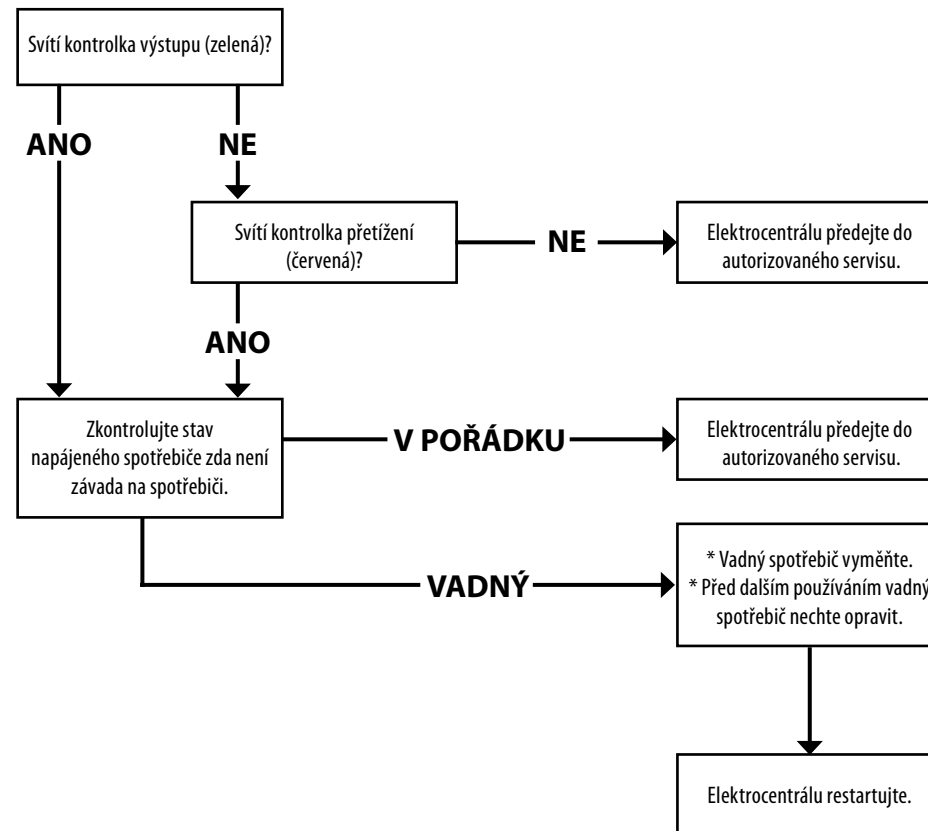 Svítí kontrolka výstupu (zelená)?
ANO
NE
Svítí kontrolka přetížení
(červená)?
NE
Elektrocentrálu předejte do
autorizovaného servisu.
ANO
Zkontrolujte stav
napájeného spotřebiče zda není
závada na spotřebiči.
V POŘÁDKU
Elektrocentrálu předejte do
autorizovaného servisu.
VADNÝ
* Vadný spotřebič vyměňte.
* Před dalším používáním vadný
spotřebič nechte opravit.
Elektrocentrálu restartujte.